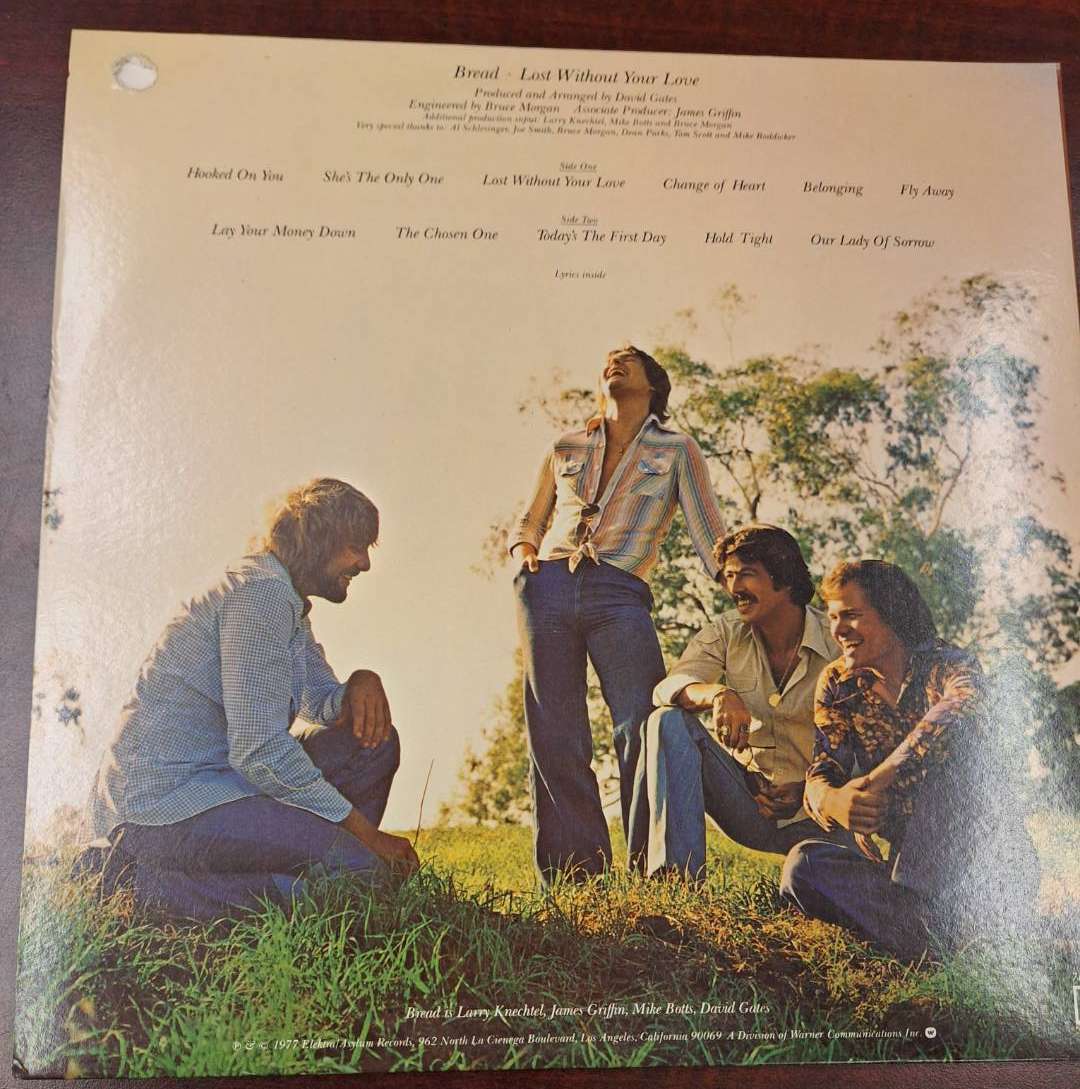 Bread · Lost Without Your Love
Produced and Arranged by David Gates
Engineered by Bruce Morgan Associate Producer: James Griffin
Additional production input: Larry Knechtel, Mike Botts and Bruce Morgan
Very special thanks to: Al Schlesinger, Joe Smith, Bruce Morgan, Dean Parks, Tom Scott and Mike Boddicker
Side One
Hooked On You She's The Only One Lost Without Your Love Change of Heart Belonging Fly Away
Side Two
Lay Your Money Down The Chosen One Today's The First Day Hold Tight Our Lady Of Sorrow
Lyrics inside
Bread is Larry Knechtel, James Griffin, Mike Botts, David Gates
℗ & © 1977 Elektra/Asylum Records, 962 North La Cienega Boulevard, Los Angeles, California 90069 A Division of Warner Communications Inc.